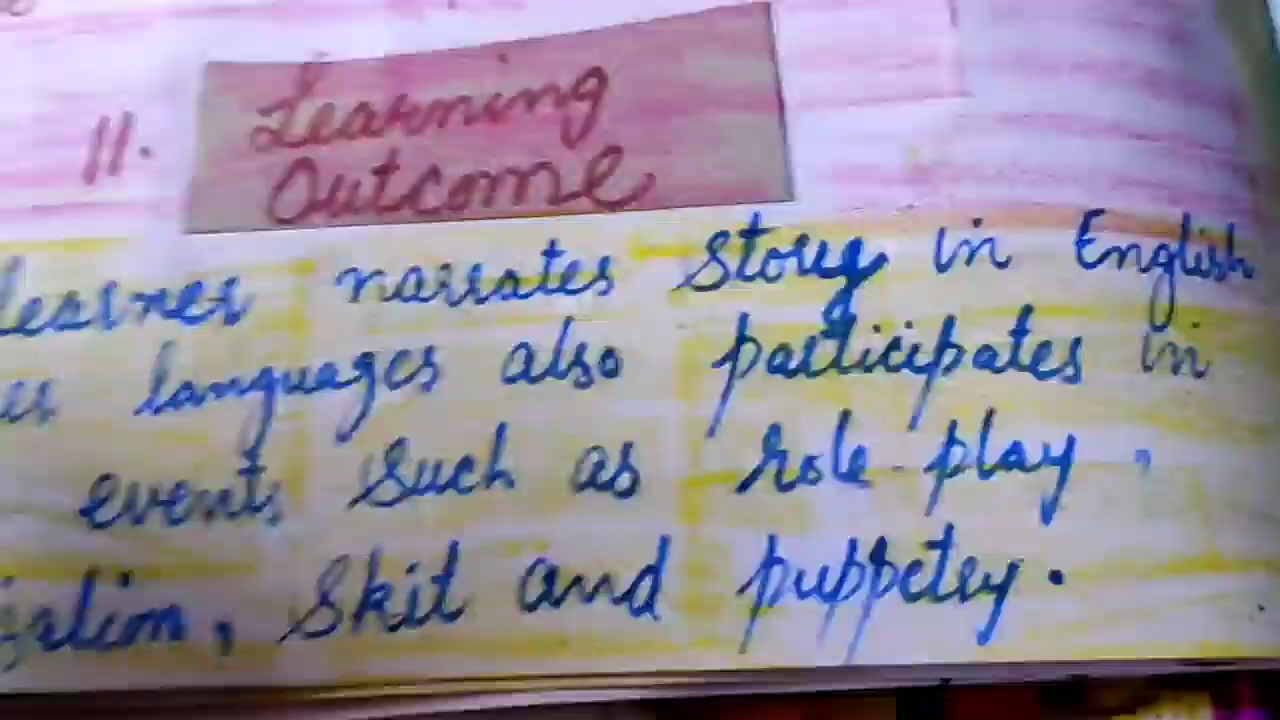 11. Learning
Outcome
learner narrates Story in English
languages also participates in
events such as role play,
Skit and puppetry.